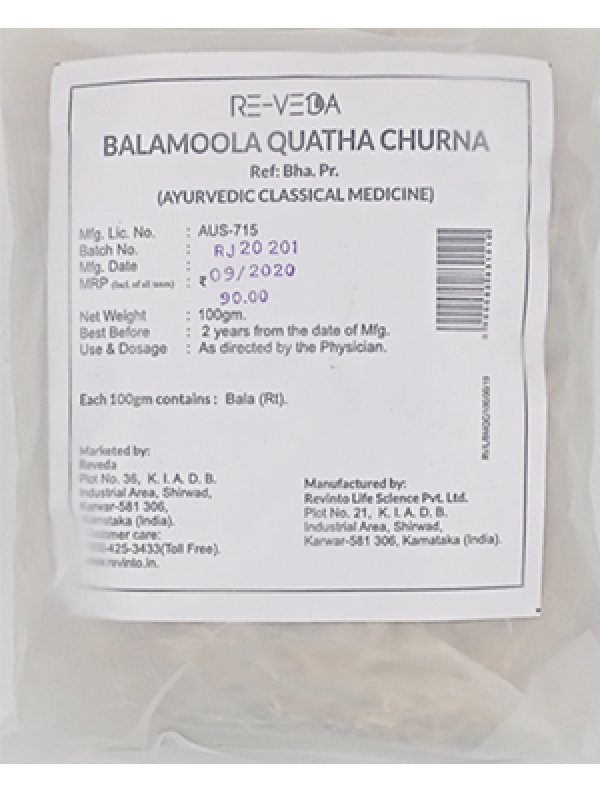 RE-VEDA
BALAMOOLA QUATHA CHURNA
Ref: Bha. Pr.
(AYURVEDIC CLASSICAL MEDICINE)
Mfg. Lic. No. : AUS-715
Batch No. : RJ 20 201
Mfg. Date : 09/2020
MRP (Incl. of all taxes) : ₹ 90.00
Net Weight : 100gm.
Best Before : 2 years from the date of Mfg.
Use & Dosage : As directed by the Physician.
Each 100gm contains : Bala (Rt).
Marketed by:
Reveda
Plot No. 36, K. I. A. D. B.
Industrial Area, Shirwad,
Karwar-581 306,
(India).
care:
425-3433(Toll Free).
revinto.in.
Manufactured by:
Revinto Life Science Pvt. Ltd.
Plot No. 21, K. I. A. D. B.
Industrial Area, Shirwad,
Karwar-581 306, Karnataka (India).